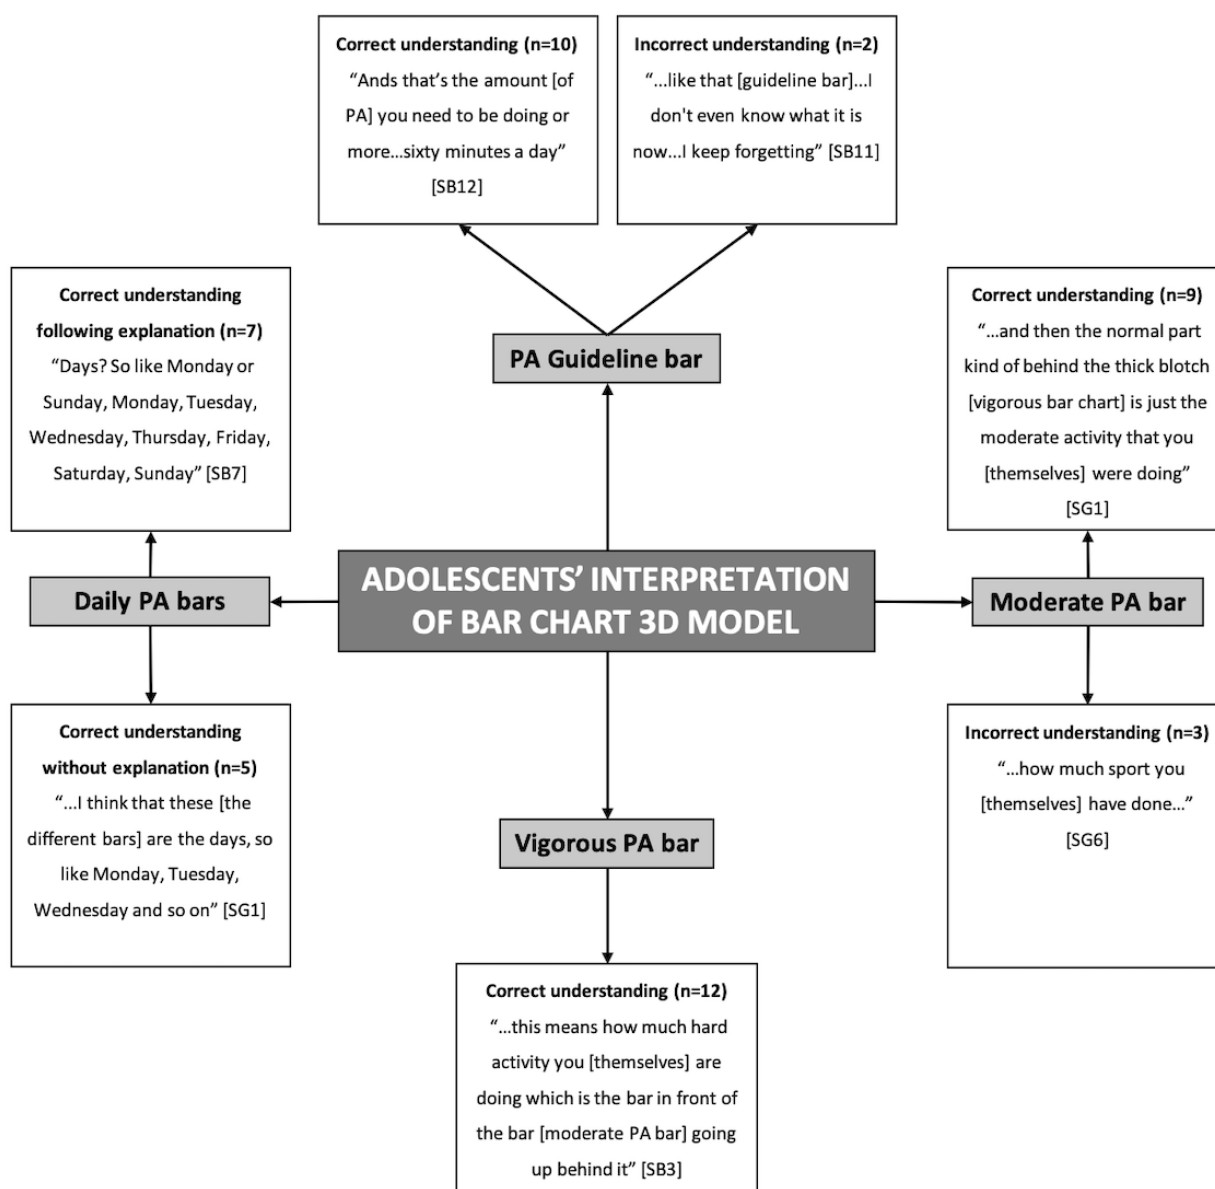 Correct understanding (n=10)
“Ands that’s the amount [of
PA] you need to be doing or
more...sixty minutes a day”
[SB12]
Incorrect understanding (n=2)
“...like that [guideline bar]...I
don't even know what it is
now...I keep forgetting” [SB11]
Correct understanding
following explanation (n=7)
“Days? So like Monday or
Sunday, Monday, Tuesday,
Wednesday, Thursday, Friday,
Saturday, Sunday” [SB7]
PA Guideline bar
Correct understanding (n=9)
“...and then the normal part
kind of behind the thick blotch
[vigorous bar chart] is just the
moderate activity that you
[themselves] were doing”
[SG1]
Daily PA bars
ADOLESCENTS’ INTERPRETATION
OF BAR CHART 3D MODEL
Moderate PA bar
Correct understanding
without explanation (n=5)
“...I think that these [the
different bars] are the days, so
like Monday, Tuesday,
Wednesday and so on” [SG1]
Vigorous PA bar
Incorrect understanding (n=3)
“...how much sport you
[themselves] have done...”
[SG6]
Correct understanding (n=12)
“...this means how much hard
activity you [themselves] are
doing which is the bar in front of
the bar [moderate PA bar] going
up behind it” [SB3]